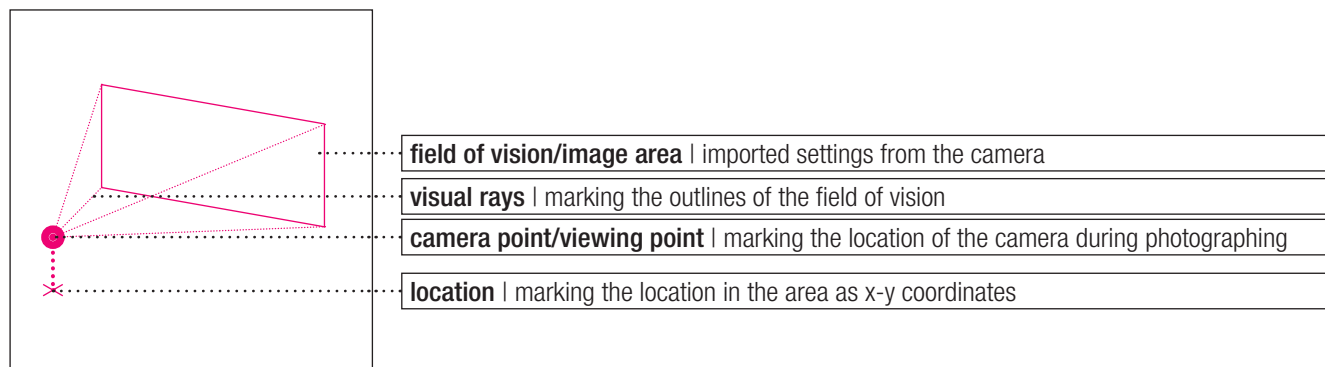 field of vision/image area | imported settings from the camera
visual rays | marking the outlines of the field of vision
camera point/viewing point | marking the location of the camera during photographing
location | marking the location in the area as x-y coordinates